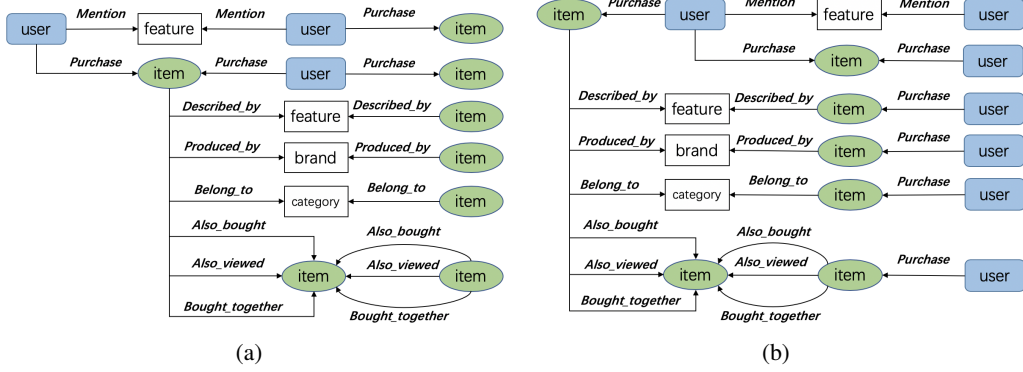 Mention Mention Purchase
user feature user item
Purchase Purchase Purchase
item user item
Described_by Described_by
feature item
Produced_by Produced_by
brand item
Belong_to Belong_to
category item
Also_bought Also_bought
Also_viewed Also_viewed
item item
Bought_together
Bought_together
(a)
Purchase Mention Mention
item user feature user
Purchase Purchase
item user
Described_by Described_by Purchase
feature item user
Produced_by Produced_by Purchase
brand item user
Belong_to Belong_to Purchase
category item user
Also_bought Also_bought
Also_viewed Also_viewed Purchase
item item user
Bought_together
Bought_together
(b)